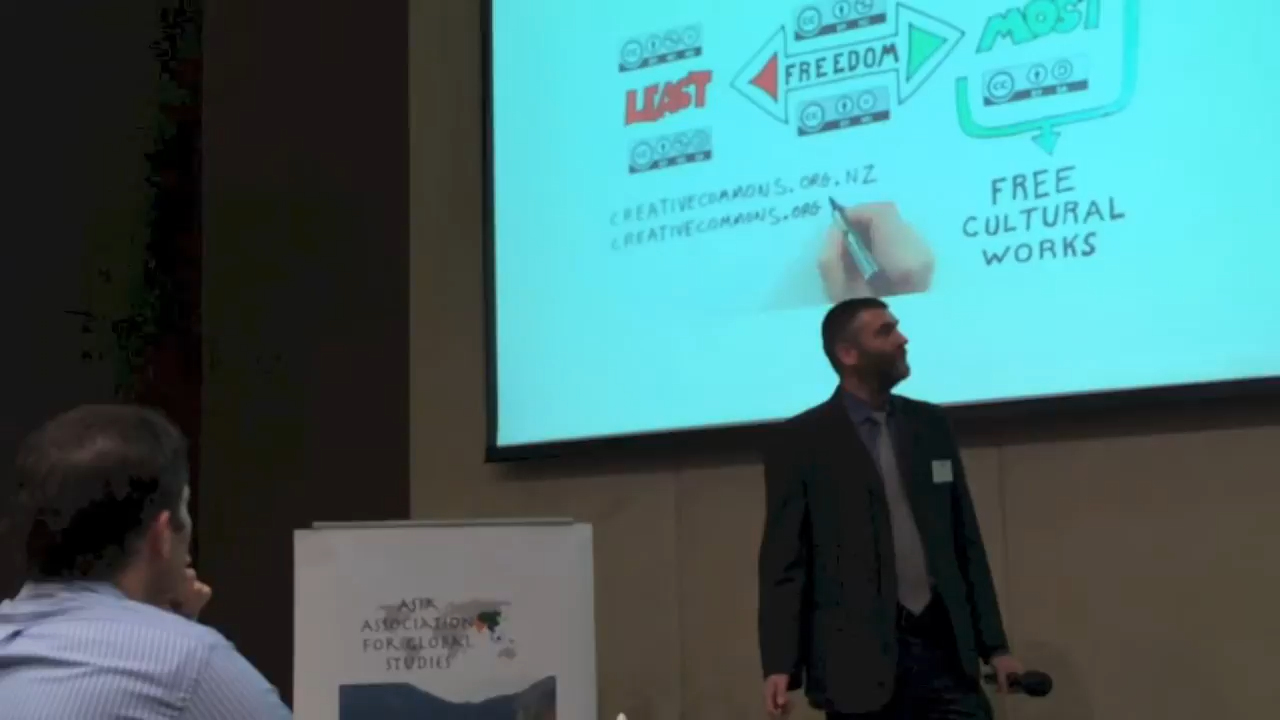 MOST
FREEDOM
LEAST
CREATIVECOMMONS.ORG.NZ
CREATIVECOMMONS.ORG
FREE
CULTURAL
WORKS
ASIA
ASSOCIATION
FOR GLOBAL
STUDIES